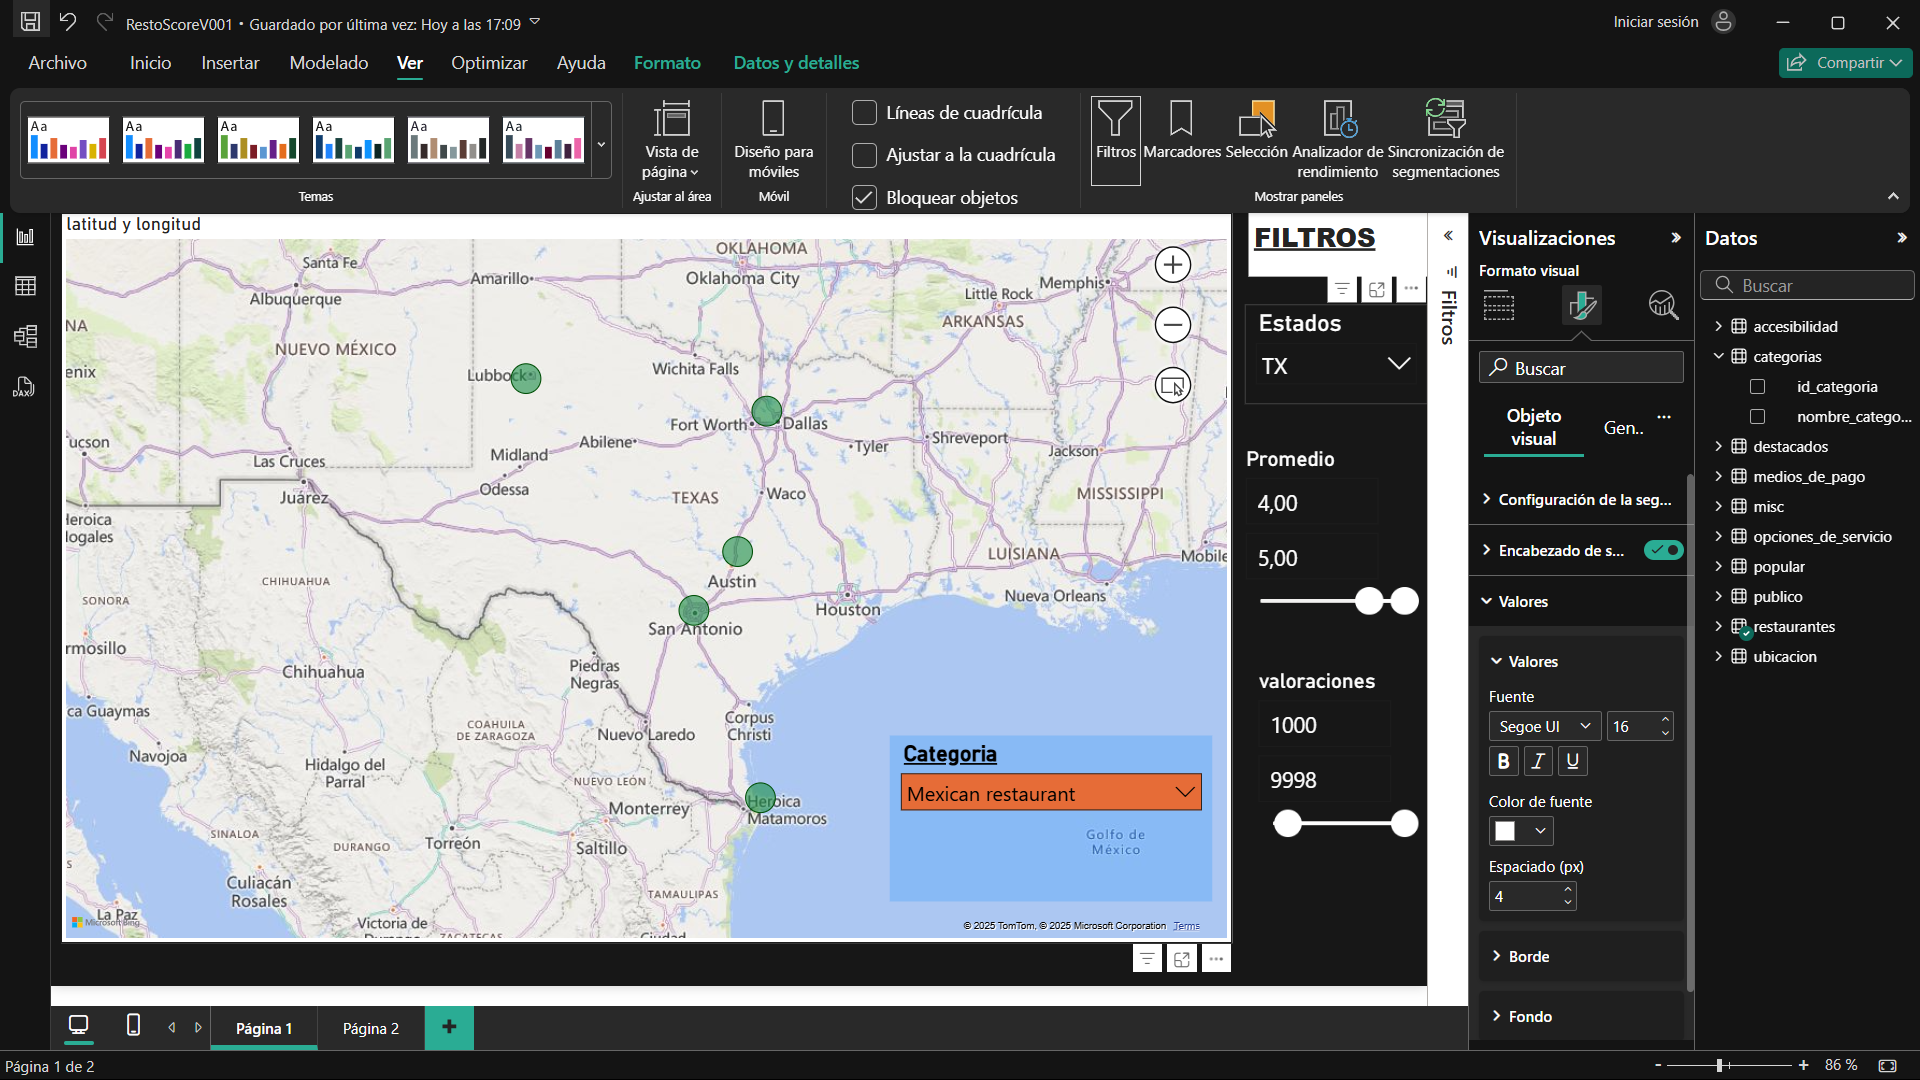 RestoScoreV001 • Guardado por última vez: Hoy a las 17:09
Iniciar sesión
Archivo
Inicio
Insertar
Modelado
Ver
Optimizar
Ayuda
Formato
Datos y detalles
Compartir
Aa
Aa
Aa
Aa
Aa
Aa
Temas
Vista de
página
Ajustar al área
Diseño para
móviles
Móvil
Líneas de cuadrícula
Ajustar a la cuadrícula
Bloquear objetos
Filtros
Marcadores
Selección
Analizador de
rendimiento
Sincronización de
segmentaciones
Mostrar paneles
DAX
latitud y longitud
OKLAHOMA
Santa Fe
Amarillo
Oklahoma City
Memphis
Albuquerque
Little Rock
NA
ARKANSAS
NUEVO MÉXICO
Wichita Falls
enix
Lubbock
Fort Worth
Dallas
ucson
Abilene
Tyler
Shreveport
Jackson
Las Cruces
Midland
Juárez
Odessa
TEXAS
Waco
MISSISSIPPI
Heroica
Nogales
LUISIANA
Mobile
CHIHUAHUA
Austin
SONORA
Houston
Nueva Orleans
San Antonio
rmosillo
Chihuahua
Piedras
Negras
ca Guaymas
COAHUILA
DE ZARAGOZA
Nuevo Laredo
Corpus
Christi
Navojoa
Hidalgo del
Parral
NUEVO LEÓN
Monterrey
Heroica
Matamoros
SINALOA
DURANGO
Torreón
Saltillo
Culiacán
Rosales
TAMAULIPAS
La Paz
Victoria de
Durango
ZACATECAS
Ciudad
Microsoft Bing
Categoria
Mexican restaurant
Golfo de
México
© 2025 TomTom, © 2025 Microsoft Corporation Terms
FILTROS
Estados
TX
Promedio
4,00
5,00
valoraciones
1000
9998
Filtros
Visualizaciones
Formato visual
Buscar
Objeto
visual
Gen..
Configuración de la seg...
Encabezado de s...
Valores
Valores
Fuente
Segoe UI
16
B
I
U
Color de fuente
Espaciado (px)
4
Borde
Fondo
Datos
Buscar
accesibilidad
categorias
id_categoria
nombre_catego...
destacados
medios_de_pago
misc
opciones_de_servicio
popular
publico
restaurantes
ubicacion
Página 1
Página 2
+
Página 1 de 2
- + 86 %